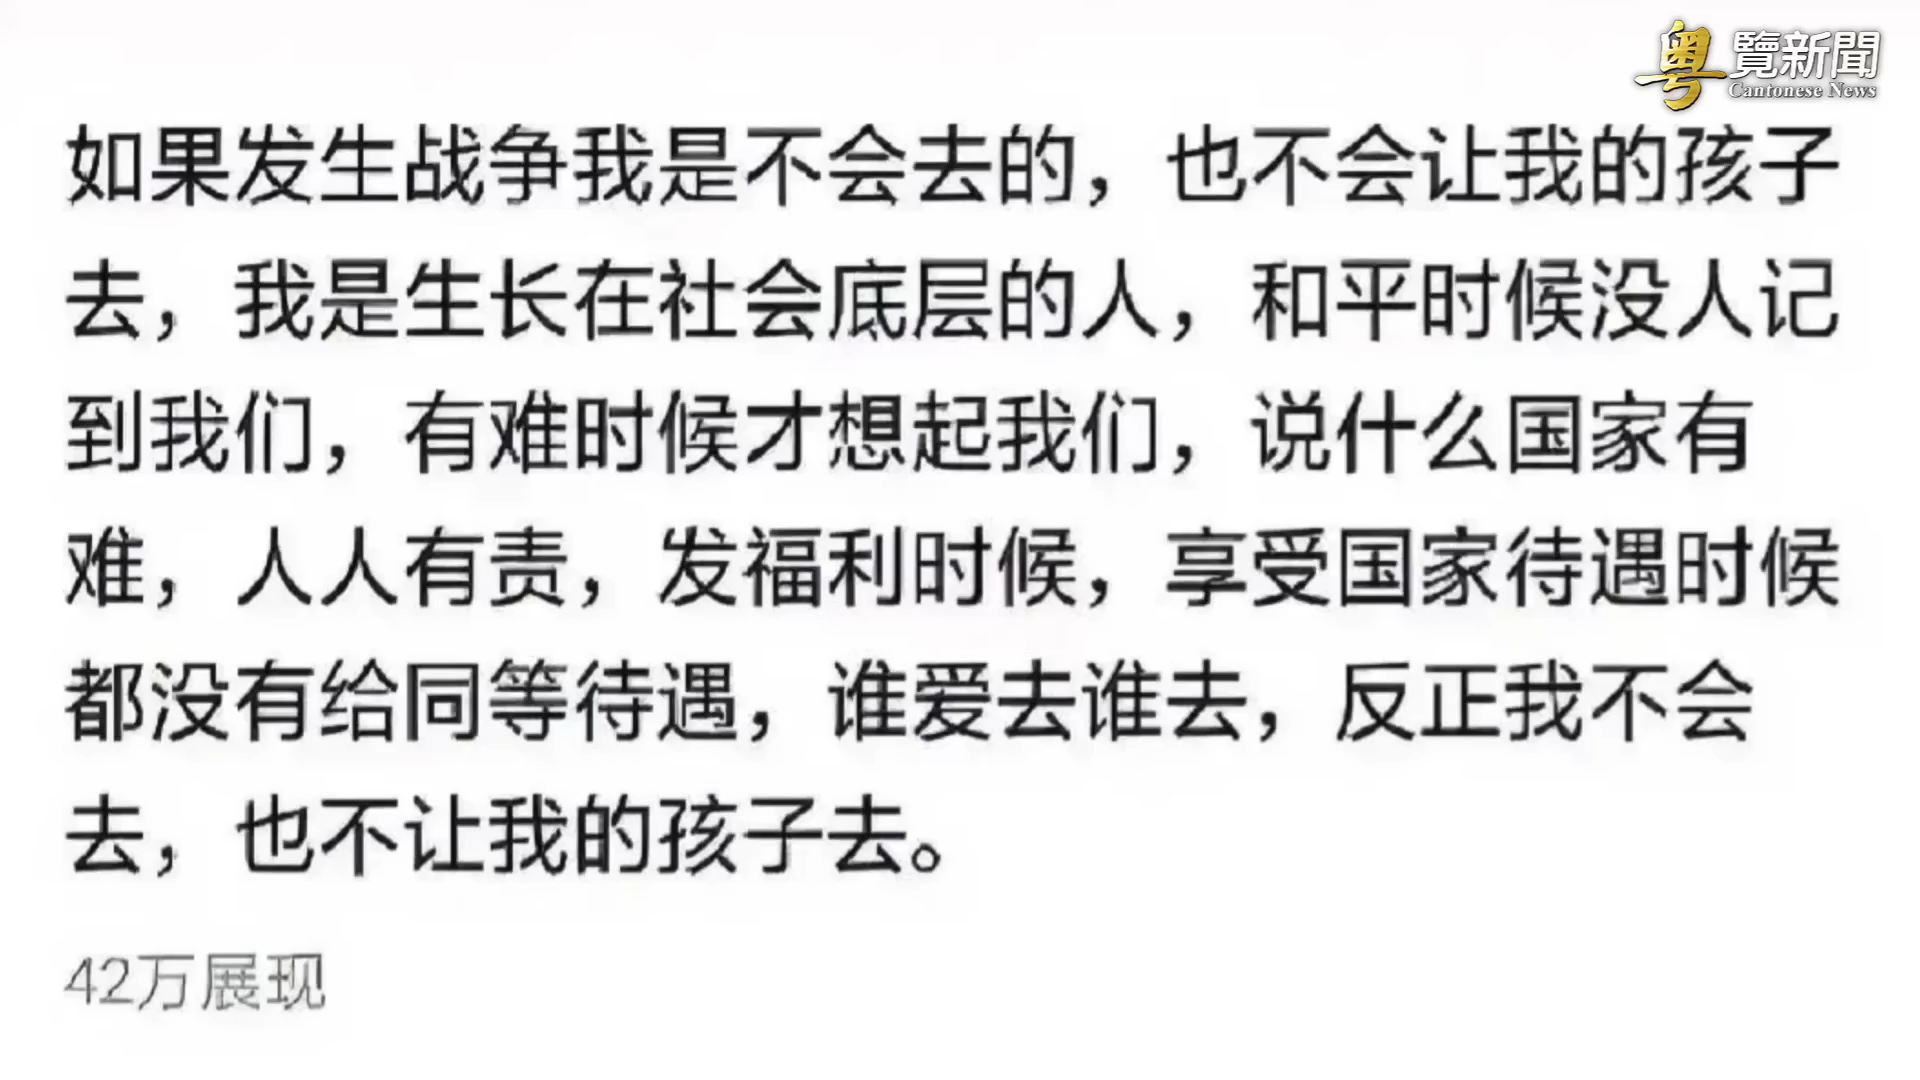 粤覽新聞
Cantonese News
如果发生战争我是不会去的，也不会让我的孩子
去，我是生长在社会底层的人，和平时候没人记
到我们，有难时候才想起我们，说什么国家有
难，人人有责，发福利时候，享受国家待遇时候
都没有给同等待遇，谁爱去谁去，反正我不会
去，也不让我的孩子去。
42万展现